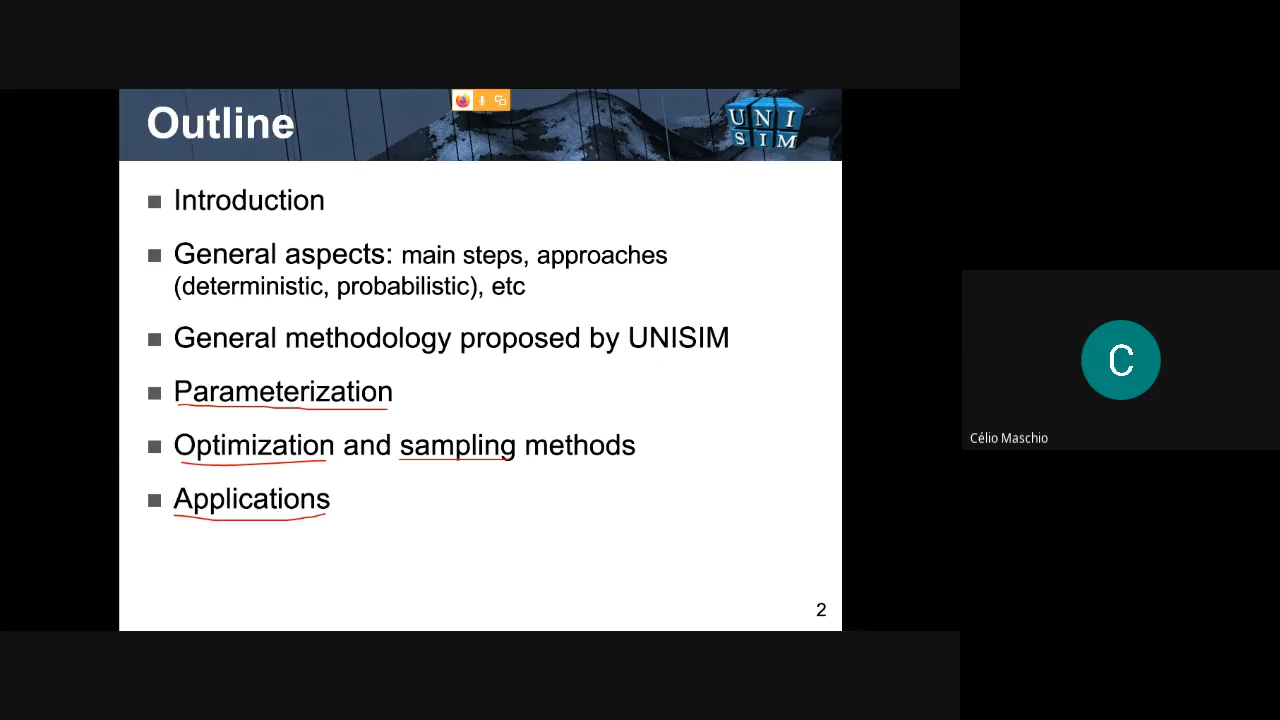 Outline
UNI
SIM
Introduction
General aspects: main steps, approaches
(deterministic, probabilistic), etc
General methodology proposed by UNISIM
Parameterization
Optimization and sampling methods
Applications
2
C
Célio Maschio